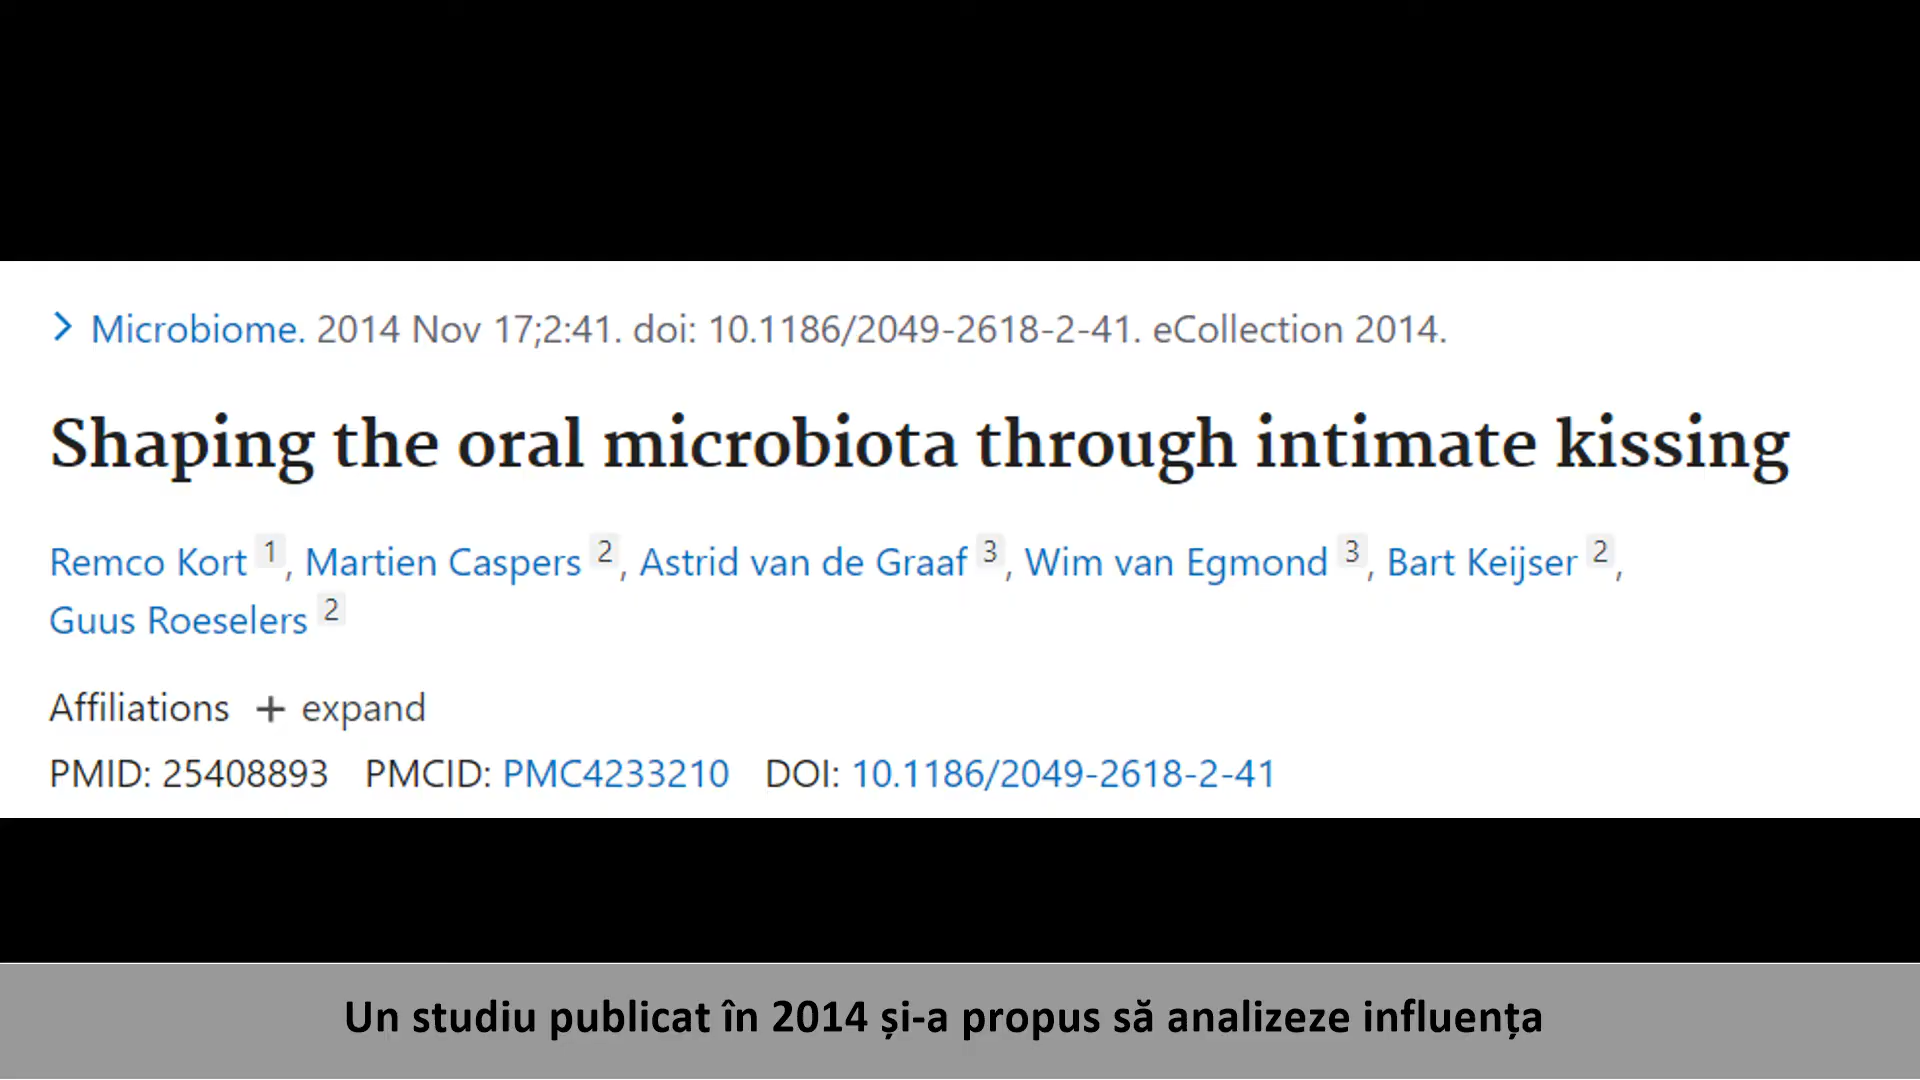 > Microbiome. 2014 Nov 17;2:41. doi: 10.1186/2049-2618-2-41. eCollection 2014.
Shaping the oral microbiota through intimate kissing
Remco Kort 1, Martien Caspers 2, Astrid van de Graaf 3, Wim van Egmond 3, Bart Keijser 2,
Guus Roeselers 2
Affiliations + expand
PMID: 25408893 PMCID: PMC4233210 DOI: 10.1186/2049-2618-2-41
Un studiu publicat în 2014 și-a propus să analizeze influența